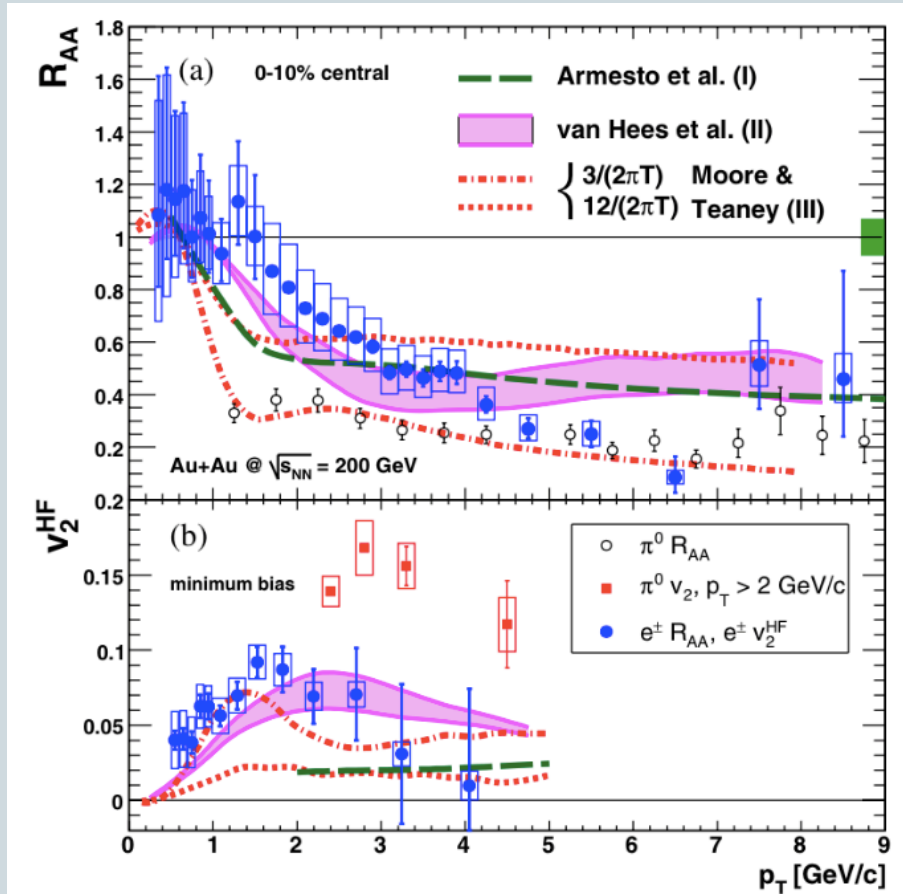 R_AA
1.8
1.6
1.4
1.2
1
0.8
0.6
0.4
0.2
(a)
0-10% central
Armesto et al. (I)
van Hees et al. (II)
3/(2πT) Moore &
12/(2πT) Teaney (III)
Au+Au @ √s_NN = 200 GeV
v_2^HF
0.2
0.15
0.1
0.05
0
(b)
minimum bias
π⁰ R_AA
π⁰ v_2, p_T > 2 GeV/c
e± R_AA, e± v_2^HF
0 1 2 3 4 5 6 7 8 9
p_T [GeV/c]